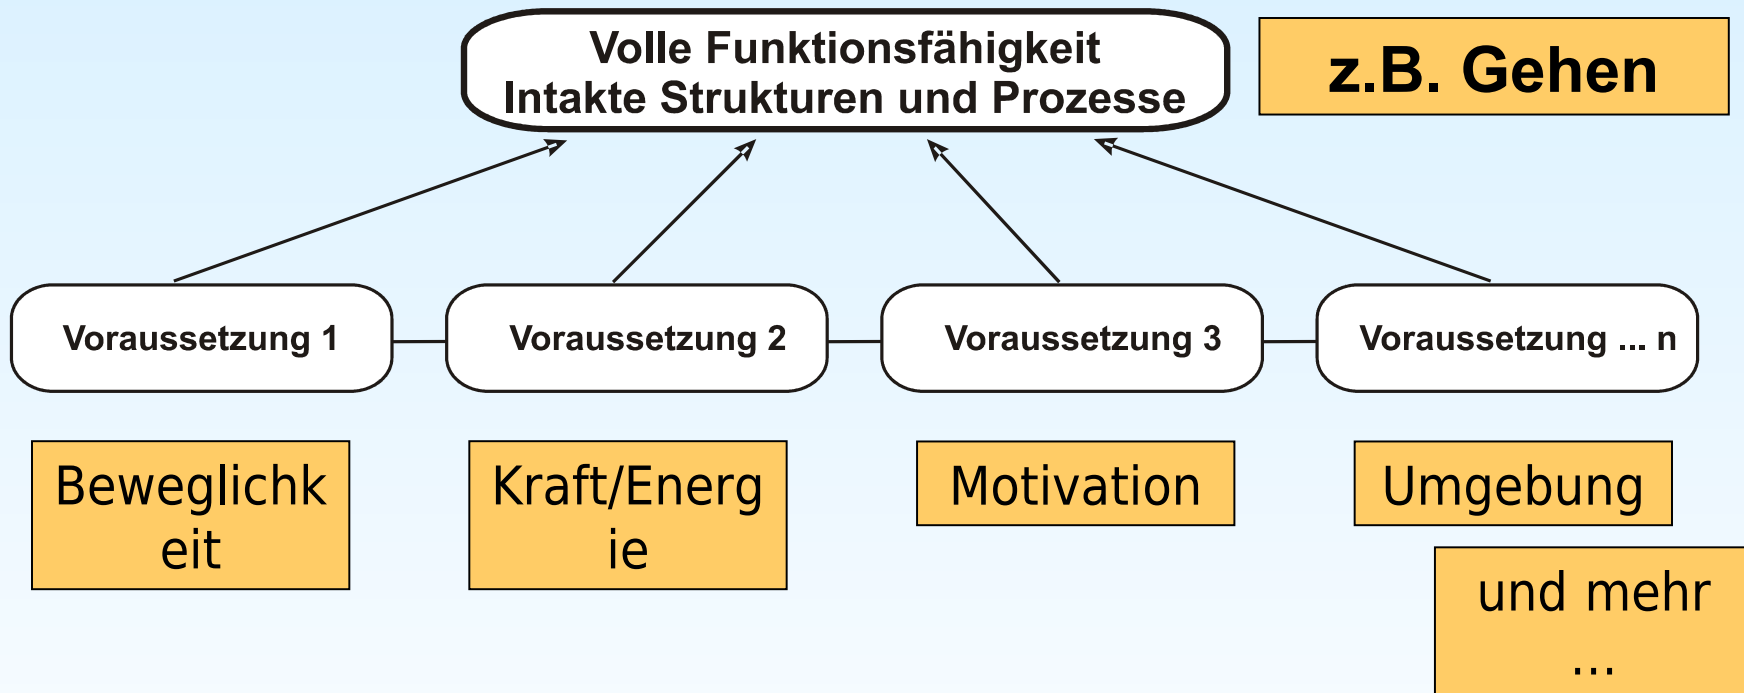 Volle Funktionsfähigkeit
Intakte Strukturen und Prozesse
z.B. Gehen
Voraussetzung 1
Voraussetzung 2
Voraussetzung 3
Voraussetzung ... n
Beweglichk
eit
Kraft/Energ
ie
Motivation
Umgebung
und mehr
...